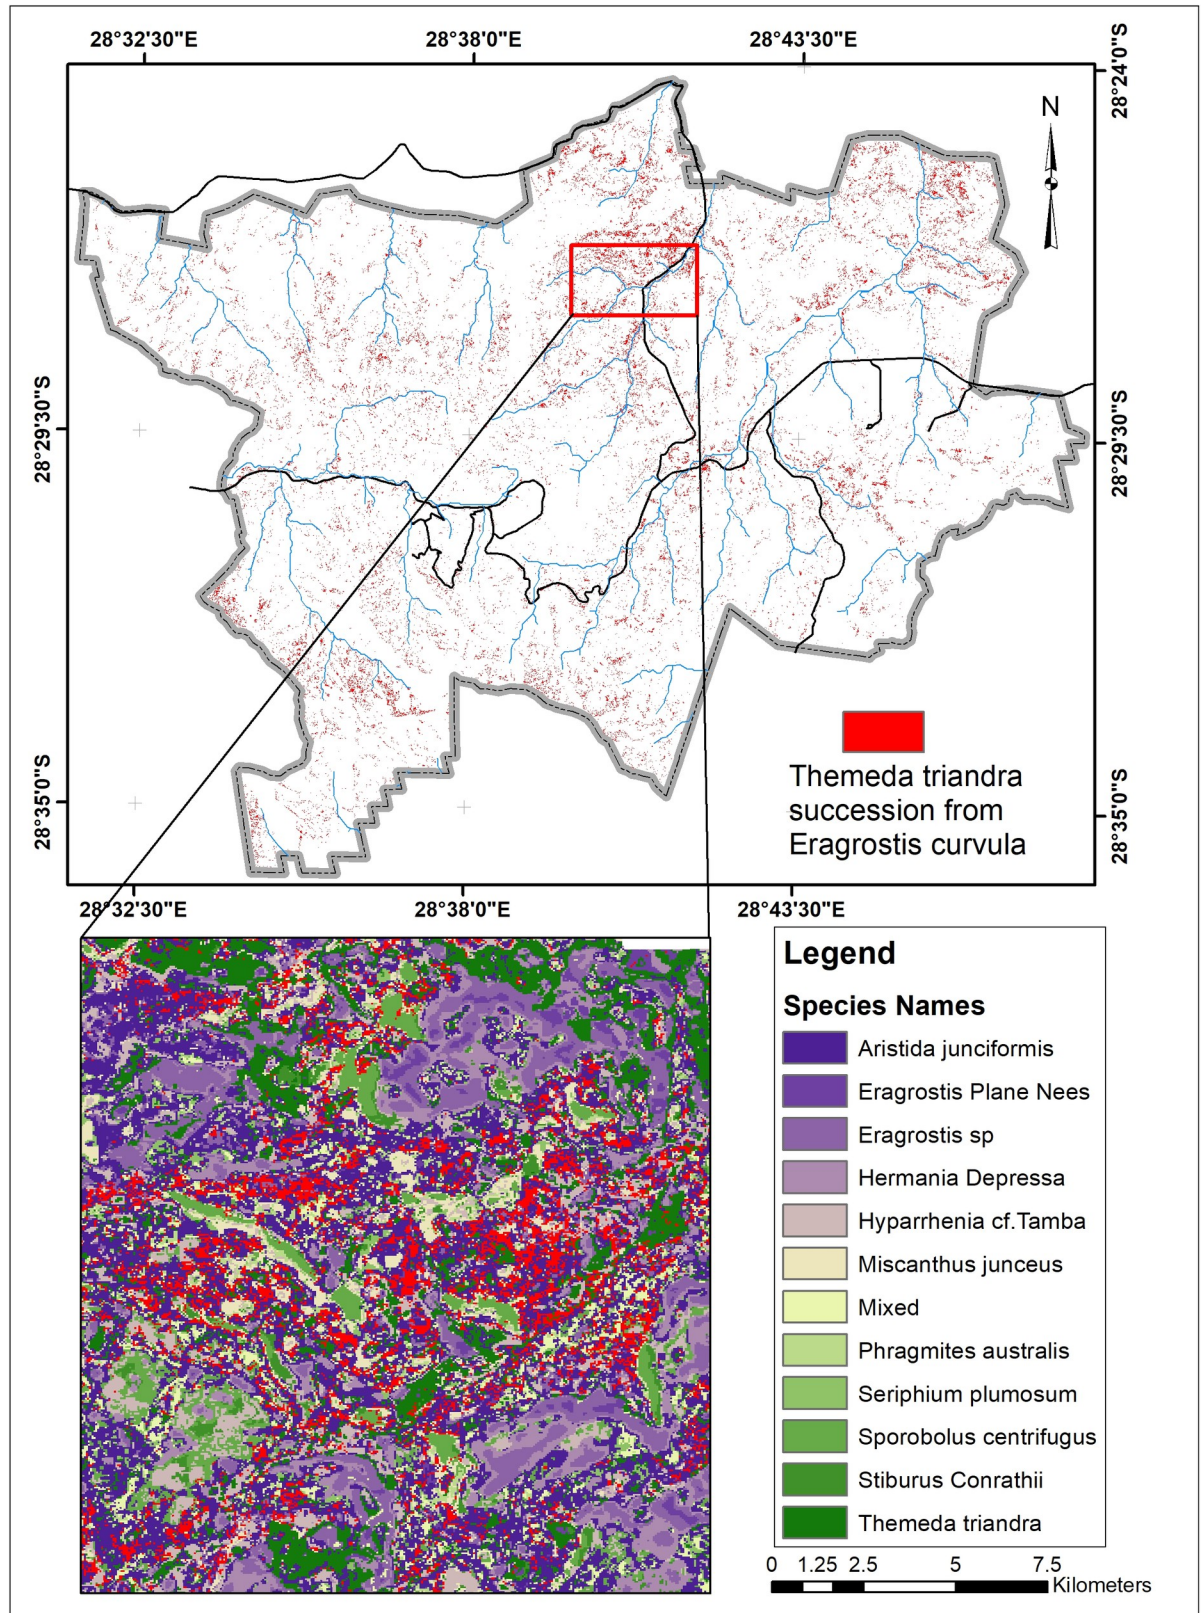 28°32'30"E
28°38'0"E
28°43'30"E
28°24'0"S
N
28°29'30"S
28°29'30"S
Themeda triandra
succession from
Eragrostis curvula
28°35'0"S
28°35'0"S
28°32'30"E
28°38'0"E
28°43'30"E
Legend
Species Names
Aristida junciformis
Eragrostis Plane Nees
Eragrostis sp
Hermania Depressa
Hyparrhenia cf.Tamba
Miscanthus junceus
Mixed
Phragmites australis
Seriphium plumosum
Sporobolus centrifugus
Stiburus Conrathii
Themeda triandra
0 1.25 2.5 5 7.5
Kilometers